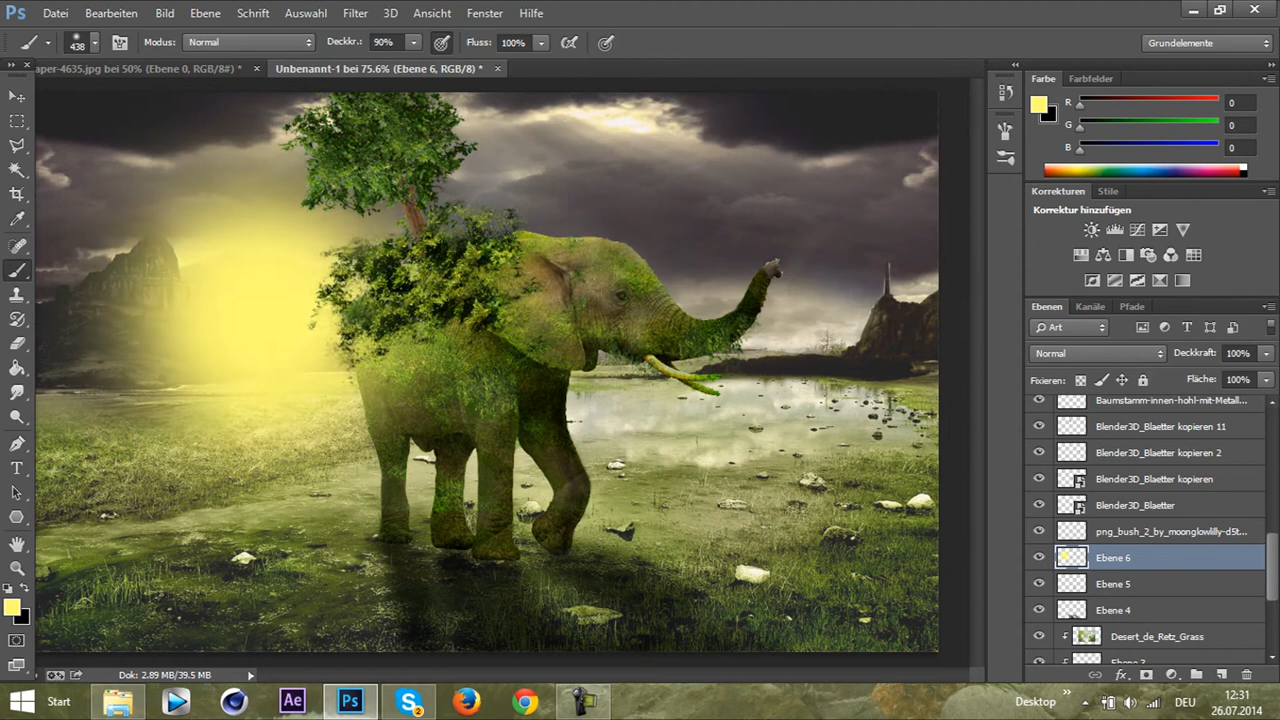 Ps Datei Bearbeiten Bild Ebene Schrift Auswahl Filter 3D Ansicht Fenster Hilfe
438 Modus: Normal Deckkr.: 90% Fluss: 100% Grundelemente
aper-4635.jpg bei 50% (Ebene 0, RGB/8#) * × Unbenannt-1 bei 75.6% (Ebene 6, RGB/8) * ×
Farbe Farbfelder
R 0
G 0
B 0
Korrekturen Stile
Korrektur hinzufügen
Ebenen Kanäle Pfade
Art
Normal Deckkraft: 100%
Fixieren: Fläche: 100%
Baumstamm-innen-hohl-mit-Metall...
Blender3D_Blaetter kopieren 11
Blender3D_Blaetter kopieren 2
Blender3D_Blaetter kopieren
Blender3D_Blaetter
png_bush_2_by_moonglowlilly-d5t...
Ebene 6
Ebene 5
Ebene 4
Desert_de_Retz_Grass
Dok: 2.89 MB/39.5 MB
Start Ae Ps S 2 Desktop DEU 12:31
26.07.2014